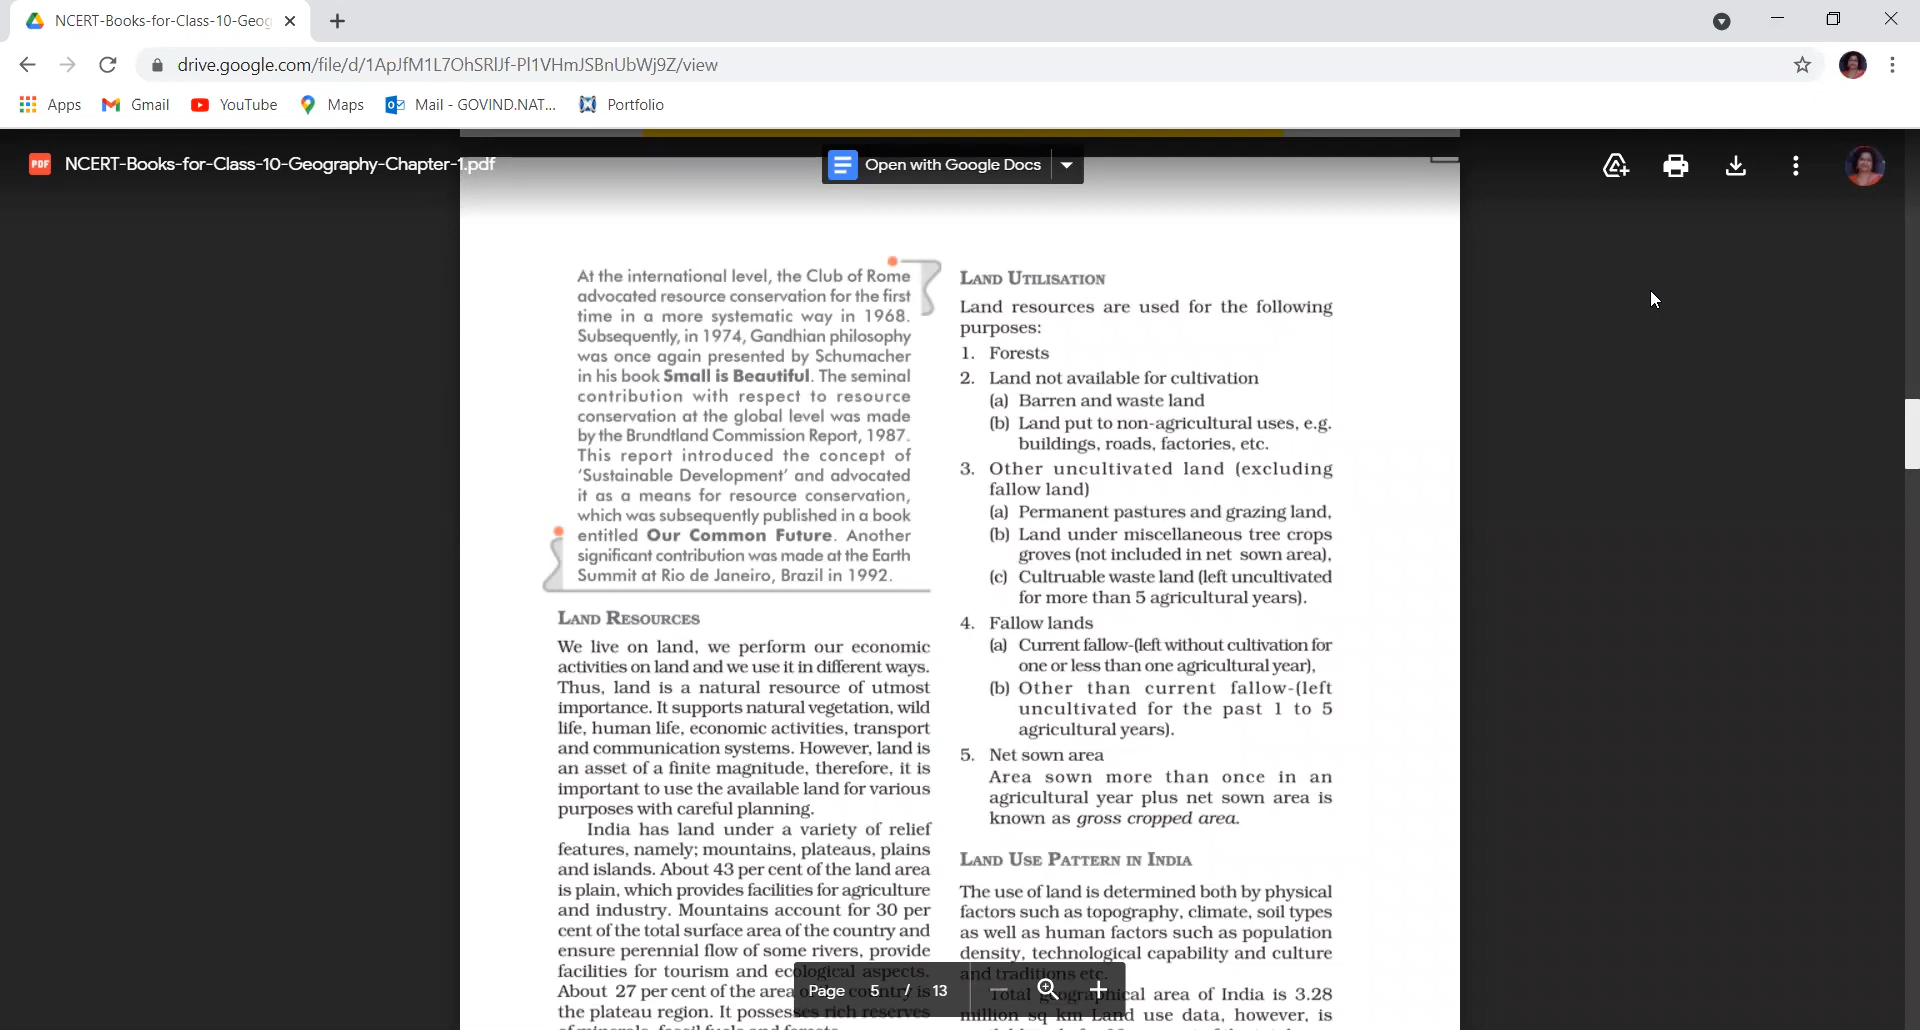 NCERT-Books-for-Class-10-Geog
drive.google.com/file/d/1ApJfM1L7OhSRlJf-Pl1VHmJSBnUbWj9Z/view
Apps
Gmail
YouTube
Maps
Mail - GOVIND.NAT...
Portfolio
PDF
NCERT-Books-for-Class-10-Geography-Chapter-1.pdf
Open with Google Docs
At the international level, the Club of Rome
advocated resource conservation for the first
time in a more systematic way in 1968.
Subsequently, in 1974, Gandhian philosophy
was once again presented by Schumacher
in his book Small is Beautiful. The seminal
contribution with respect to resource
conservation at the global level was made
by the Brundtland Commission Report, 1987.
This report introduced the concept of
‘Sustainable Development’ and advocated
it as a means for resource conservation,
which was subsequently published in a book
entitled Our Common Future. Another
significant contribution was made at the Earth
Summit at Rio de Janeiro, Brazil in 1992.
LAND RESOURCES
We live on land, we perform our economic
activities on land and we use it in different ways.
Thus, land is a natural resource of utmost
importance. It supports natural vegetation, wild
life, human life, economic activities, transport
and communication systems. However, land is
an asset of a finite magnitude, therefore, it is
important to use the available land for various
purposes with careful planning.
India has land under a variety of relief
features, namely; mountains, plateaus, plains
and islands. About 43 per cent of the land area
is plain, which provides facilities for agriculture
and industry. Mountains account for 30 per
cent of the total surface area of the country and
ensure perennial flow of some rivers, provide
facilities for tourism and ecological aspects.
About 27 per cent of the area of the country is
the plateau region. It possesses rich reserves
of minerals, fossil fuels and forests.
LAND UTILISATION
Land resources are used for the following
purposes:
1. Forests
2. Land not available for cultivation
(a) Barren and waste land
(b) Land put to non-agricultural uses, e.g.
buildings, roads, factories, etc.
3. Other uncultivated land (excluding
fallow land)
(a) Permanent pastures and grazing land,
(b) Land under miscellaneous tree crops
groves (not included in net sown area),
(c) Cultruable waste land (left uncultivated
for more than 5 agricultural years).
4. Fallow lands
(a) Current fallow-(left without cultivation for
one or less than one agricultural year),
(b) Other than current fallow-(left
uncultivated for the past 1 to 5
agricultural years).
5. Net sown area
Area sown more than once in an
agricultural year plus net sown area is
known as gross cropped area.
LAND USE PATTERN IN INDIA
The use of land is determined both by physical
factors such as topography, climate, soil types
as well as human factors such as population
density, technological capability and culture
and traditions etc.
Total geographical area of India is 3.28
million sq km Land use data, however, is
Page 5 / 13